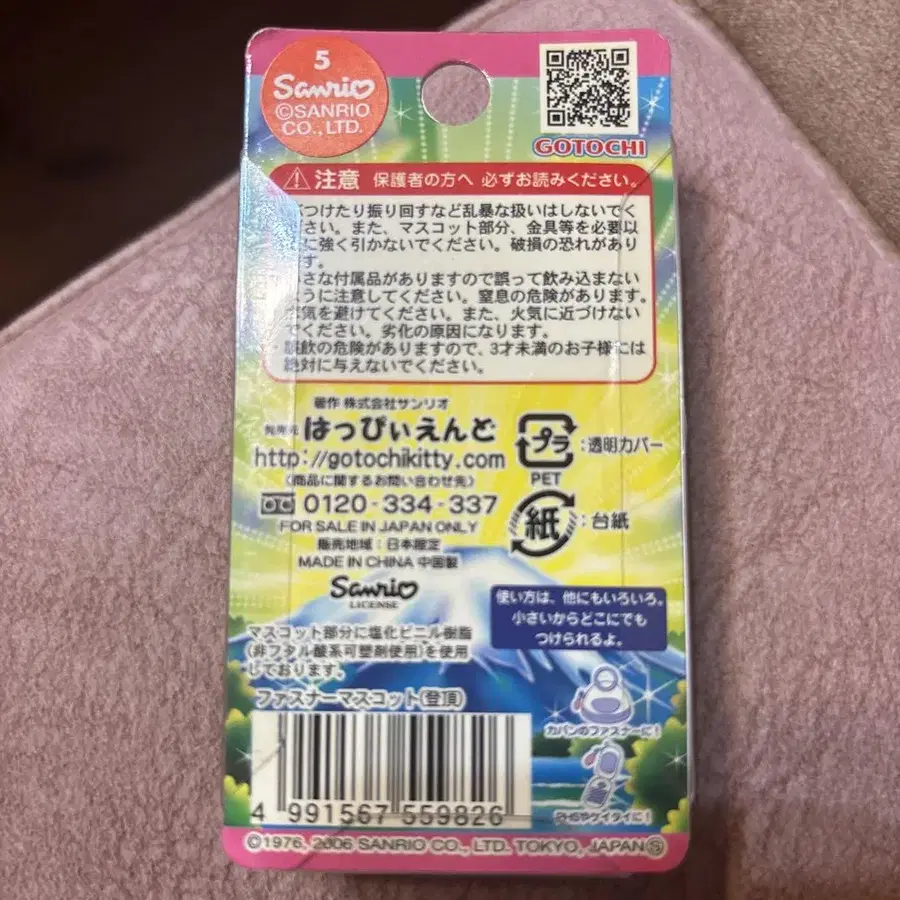 5
Sanrio
©SANRIO
CO., LTD.
GOTOCHI
注意 保護者の方へ 必ずお読みください。
つけたり振り回すなど乱暴な扱いはしないでく
ださい。また、マスコット部分、金具等を必要以
に強く引かないでください。破損の恐れがあり
す。
さな付属品がありますので誤って飲み込まない
ように注意してください。窒息の危険があります。
気を避けてください。また、火気に近づけない
でください。劣化の原因になります。
・誤飲の危険がありますので、3才未満のお子様には
絶対に与えないでください。
著作 株式会社サンリオ
発売元 はっぴぃえんど
http://gotochikitty.com
〈商品に関するお問い合わせ先〉
0120-334-337
FOR SALE IN JAPAN ONLY
販売地域：日本限定
MADE IN CHINA 中国製
Sanrio
LICENSE
プラ :透明カバー
PET
紙 :台紙
使い方は、他にもいろいろ。
小さいからどこにでも
つけられるよ。
マスコット部分に塩化ビニル樹脂
(非フタル酸系可塑剤使用)を使用
しております。
ファスナーマスコット(登頂)
カバンのファスナーに!
PHSやケイタイに!
4 991567 559826
©1976, 2006 SANRIO CO., LTD. TOKYO, JAPAN Ⓢ